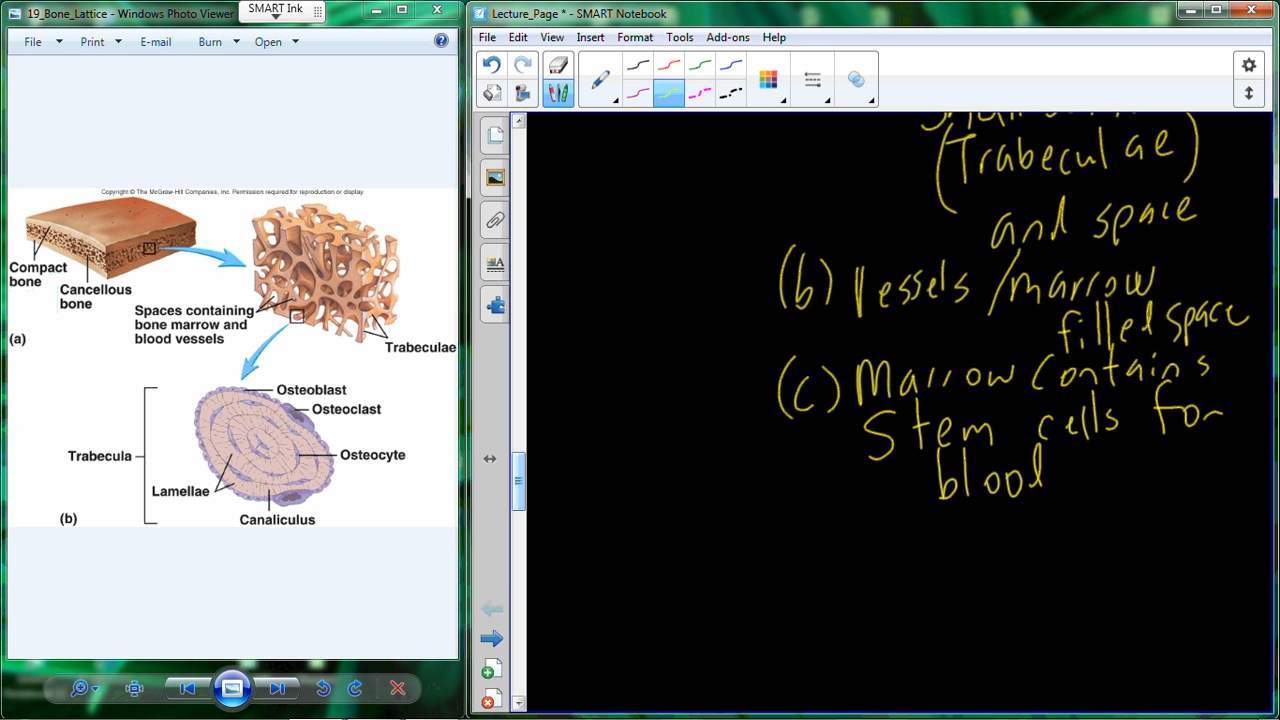 19_Bone_Lattice - Windows Photo Viewer
SMART Ink
File Print E-mail Burn Open
Copyright © The McGraw-Hill Companies, Inc. Permission required for reproduction or display.
Compact
bone
Cancellous
bone
Spaces containing
bone marrow and
blood vessels
Trabeculae
(a)
Osteoblast
Osteoclast
Trabecula
Osteocyte
Lamellae
Canaliculus
(b)
Lecture_Page * - SMART Notebook
File Edit View Insert Format Tools Add-ons Help
(Trabeculae)
and space
(b) Vessels/marrow
filled space
(c) Marrow contains
Stem cells for
blood